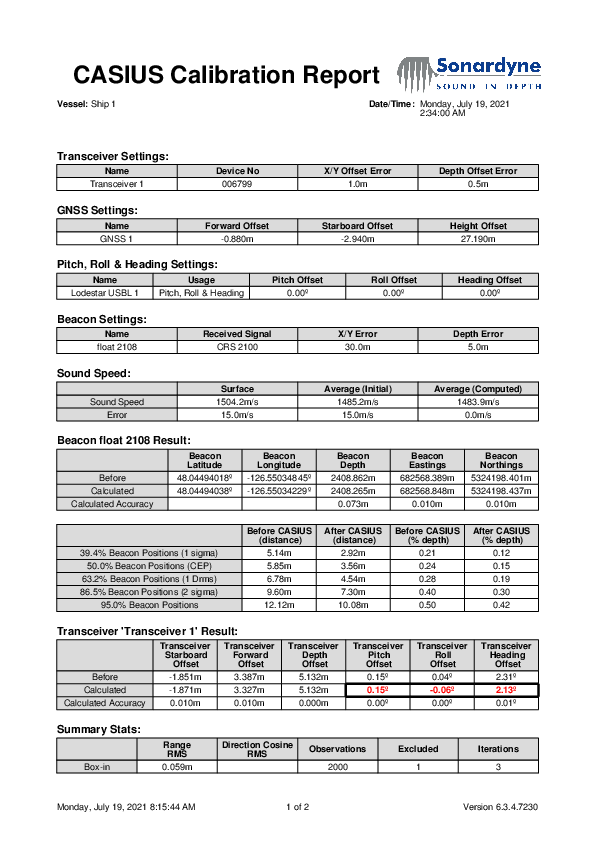 CASIUS Calibration Report
Sonardyne
SOUND IN DEPTH
Vessel: Ship 1
Date/Time: Monday, July 19, 2021
2:34:00 AM
Transceiver Settings:
Name Device No X/Y Offset Error Depth Offset Error
Transceiver 1 006799 1.0m 0.5m
GNSS Settings:
Name Forward Offset Starboard Offset Height Offset
GNSS 1 -0.880m -2.940m 27.190m
Pitch, Roll & Heading Settings:
Name Usage Pitch Offset Roll Offset Heading Offset
Lodestar USBL 1 Pitch, Roll & Heading 0.00º 0.00º 0.00º
Beacon Settings:
Name Received Signal X/Y Error Depth Error
float 2108 CRS 2100 30.0m 5.0m
Sound Speed:
Surface Average (Initial) Average (Computed)
Sound Speed 1504.2m/s 1485.2m/s 1483.9m/s
Error 15.0m/s 15.0m/s 0.0m/s
Beacon float 2108 Result:
Beacon Beacon Beacon Beacon Beacon
Latitude Longitude Depth Eastings Northings
Before 48.04494018º -126.55034845º 2408.862m 682568.389m 5324198.401m
Calculated 48.04494038º -126.55034229º 2408.265m 682568.848m 5324198.437m
Calculated Accuracy 0.073m 0.010m 0.010m
Before CASIUS After CASIUS Before CASIUS After CASIUS
(distance) (distance) (% depth) (% depth)
39.4% Beacon Positions (1 sigma) 5.14m 2.92m 0.21 0.12
50.0% Beacon Positions (CEP) 5.85m 3.56m 0.24 0.15
63.2% Beacon Positions (1 Drms) 6.78m 4.54m 0.28 0.19
86.5% Beacon Positions (2 sigma) 9.60m 7.30m 0.40 0.30
95.0% Beacon Positions 12.12m 10.08m 0.50 0.42
Transceiver 'Transceiver 1' Result:
Transceiver Transceiver Transceiver Transceiver Transceiver Transceiver
Starboard Forward Depth Pitch Roll Heading
Offset Offset Offset Offset Offset Offset
Before -1.851m 3.387m 5.132m 0.15º 0.04º 2.31º
Calculated -1.871m 3.327m 5.132m 0.15º -0.06º 2.13º
Calculated Accuracy 0.010m 0.010m 0.000m 0.00º 0.00º 0.01º
Summary Stats:
Range Direction Cosine Observations Excluded Iterations
RMS RMS
Box-in 0.059m 2000 1 3
Monday, July 19, 2021 8:15:44 AM 1 of 2 Version 6.3.4.7230